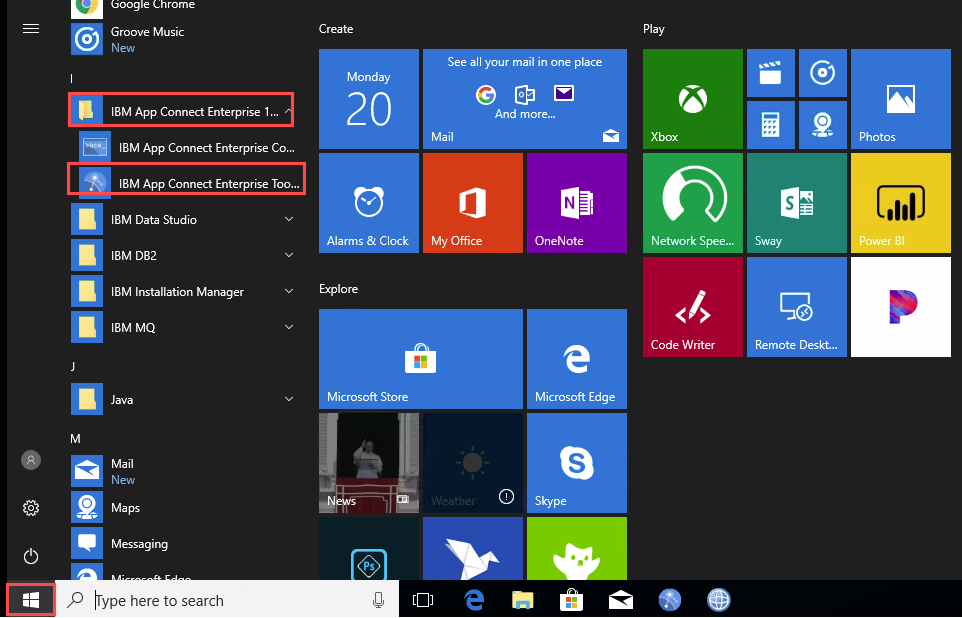 Google Chrome
Groove Music
New
I
IBM App Connect Enterprise 1...
IBM App Connect Enterprise Co...
IBM App Connect Enterprise Too...
IBM Data Studio
IBM DB2
IBM Installation Manager
IBM MQ
J
Java
M
Mail
New
Maps
Messaging
Microsoft Edge
Create
Monday
20
See all your mail in one place
And more...
Mail
Alarms & Clock
My Office
OneNote
Explore
Microsoft Store
Microsoft Edge
News
Weather
Skype
Ps
Play
Xbox
Photos
Network Spee...
Sway
Power BI
Code Writer
Remote Deskt...
Type here to search